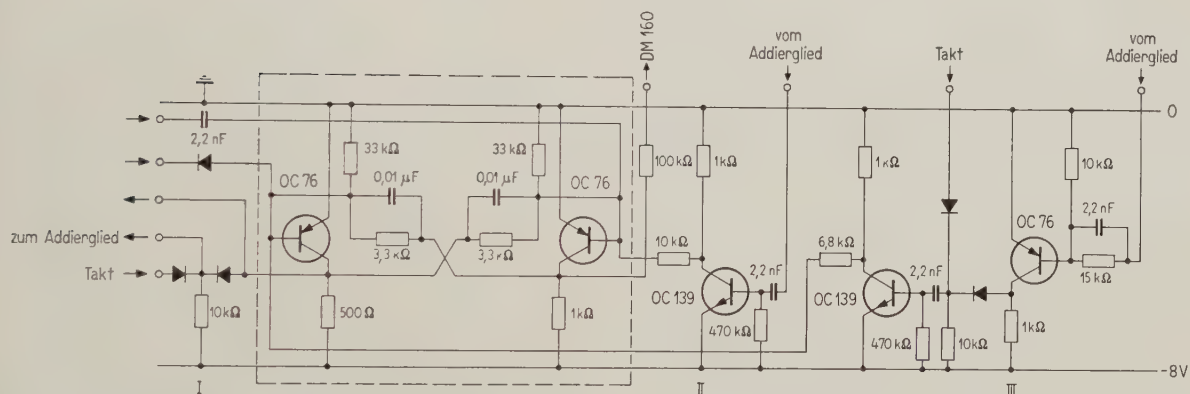 DM 160
vom
Addierglied
Takt
vom
Addierglied
0
2,2 nF
33 kΩ
33 kΩ
100 kΩ
1 kΩ
1 kΩ
10 kΩ
OC 76
0,01 µF
0,01 µF
OC 76
OC 76
2,2 nF
zum Addierglied
3,3 kΩ
3,3 kΩ
10 kΩ
6,8 kΩ
15 kΩ
Takt
2,2 nF
2,2 nF
OC 139
OC 139
10 kΩ
500 Ω
1 kΩ
470 kΩ
470 kΩ
10 kΩ
1 kΩ
-8V
I
II
III